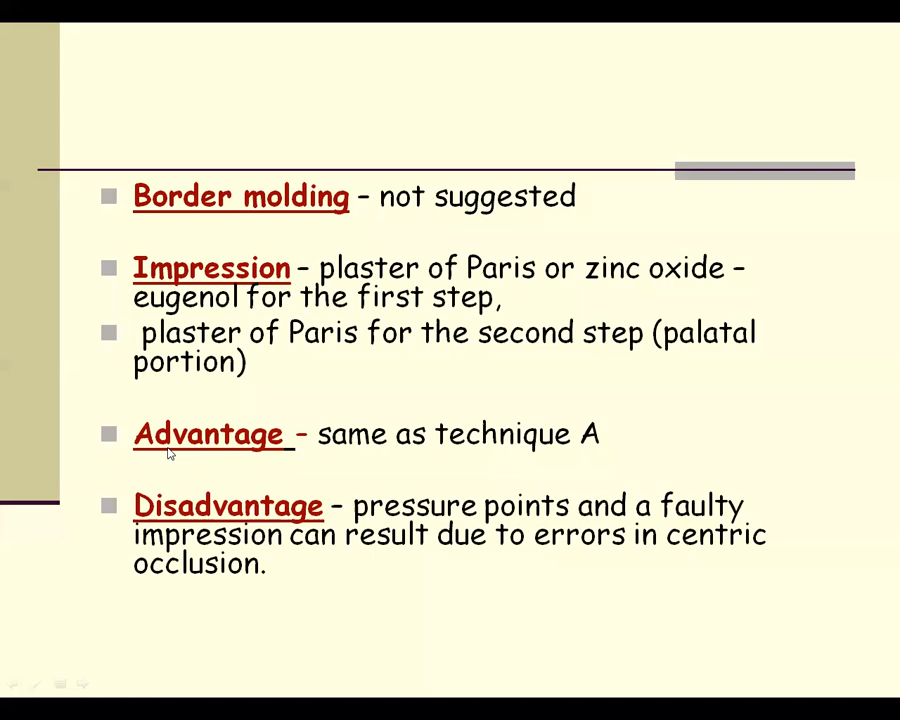 Border molding – not suggested
Impression – plaster of Paris or zinc oxide –
eugenol for the first step,
plaster of Paris for the second step (palatal
portion)
Advantage – same as technique A
Disadvantage – pressure points and a faulty
impression can result due to errors in centric
occlusion.